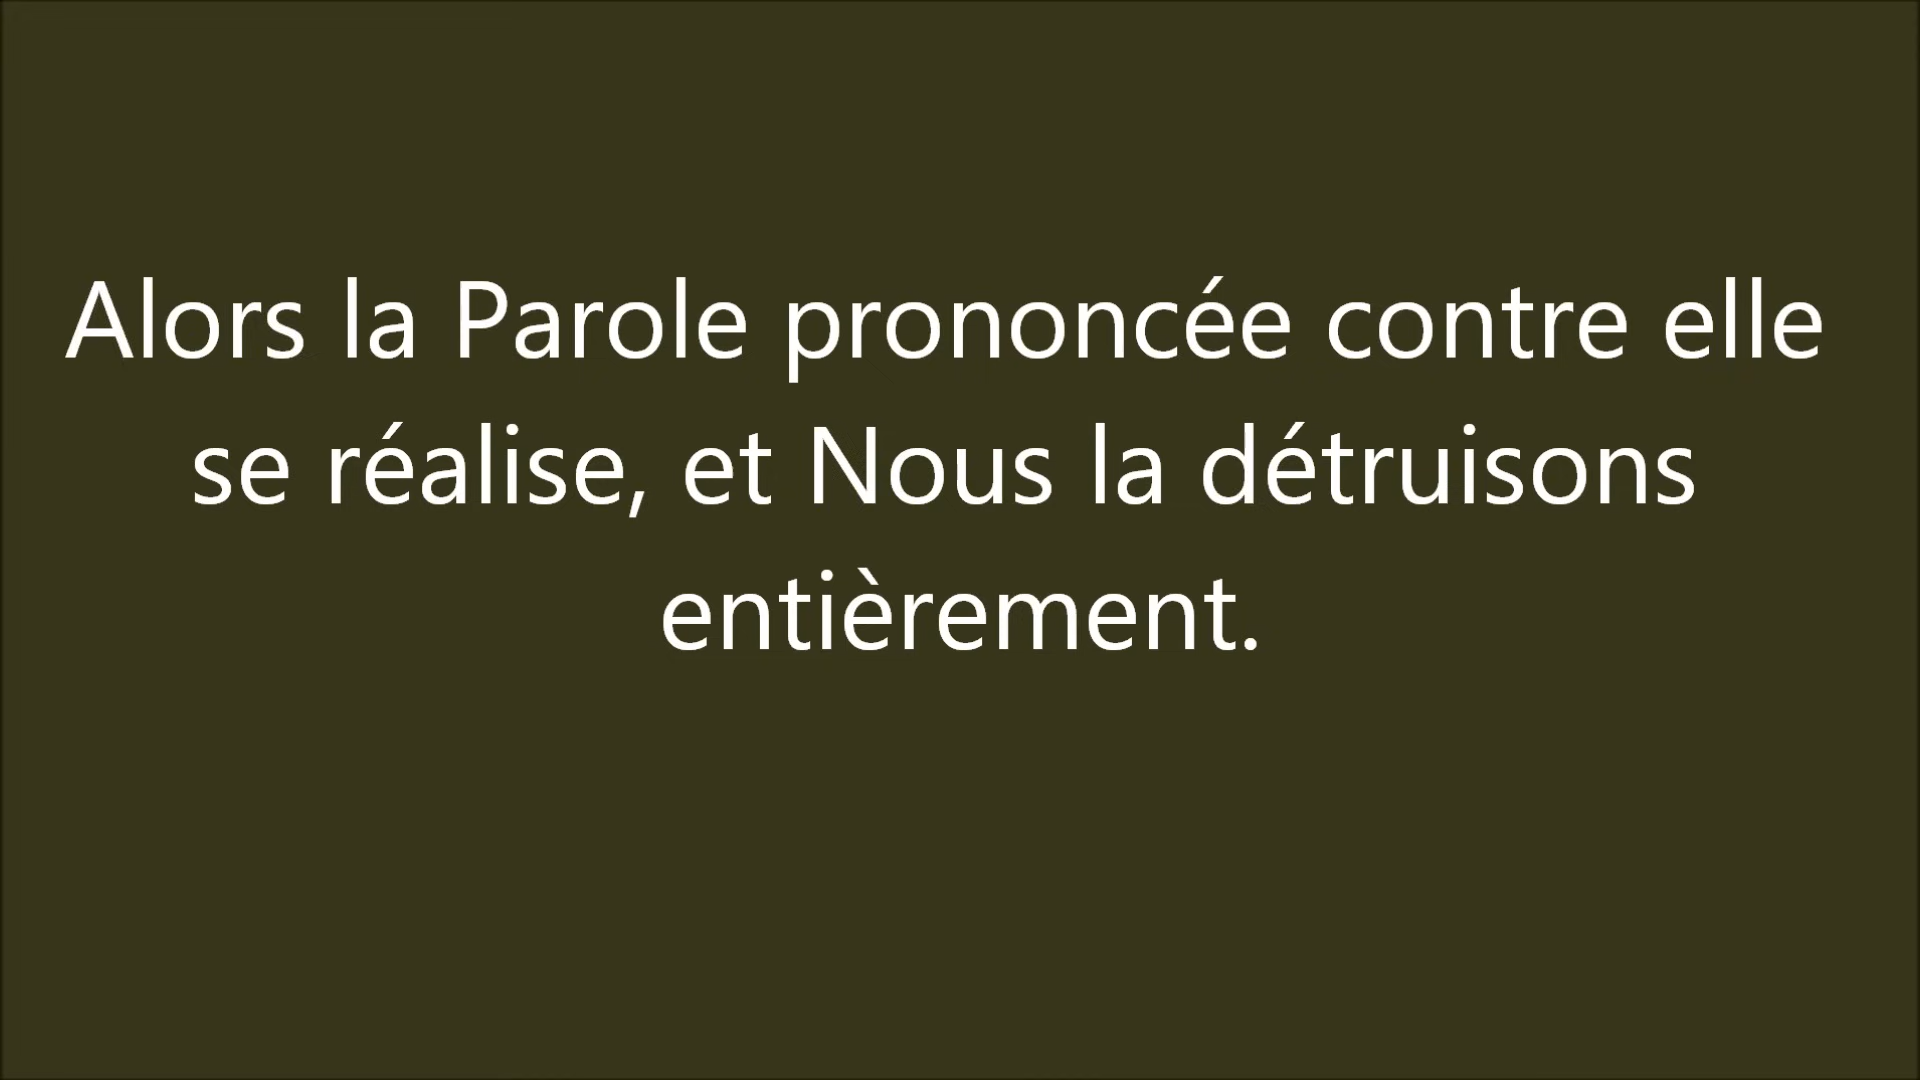 Alors la Parole prononcée contre elle
se réalise, et Nous la détruisons
entièrement.